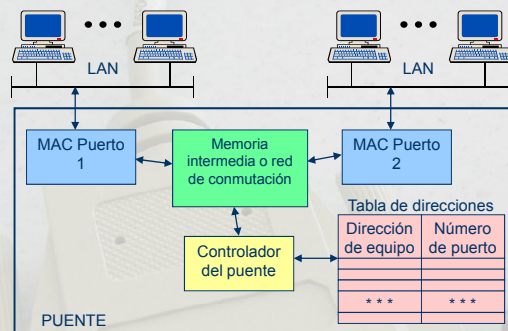 LAN
LAN
MAC Puerto
1
Memoria
intermedia o red
de conmutación
MAC Puerto
2
Tabla de direcciones
Dirección
de equipo
Número
de puerto
* * *
* * *
Controlador
del puente
PUENTE